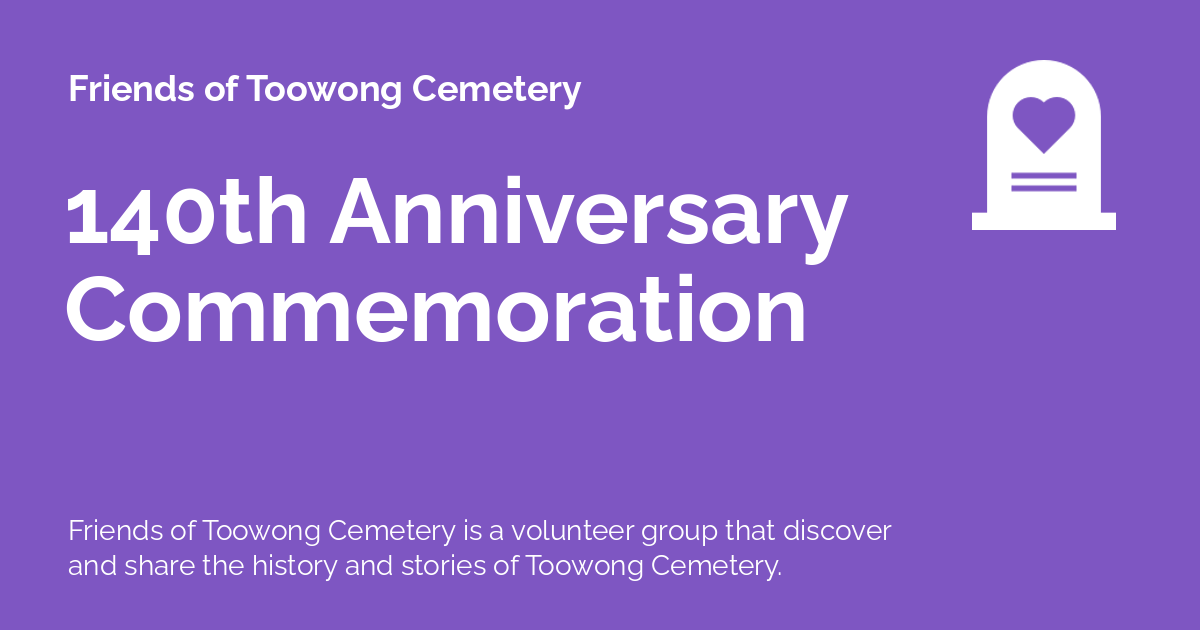 Friends of Toowong Cemetery
140th Anniversary
Commemoration
Friends of Toowong Cemetery is a volunteer group that discover
and share the history and stories of Toowong Cemetery.